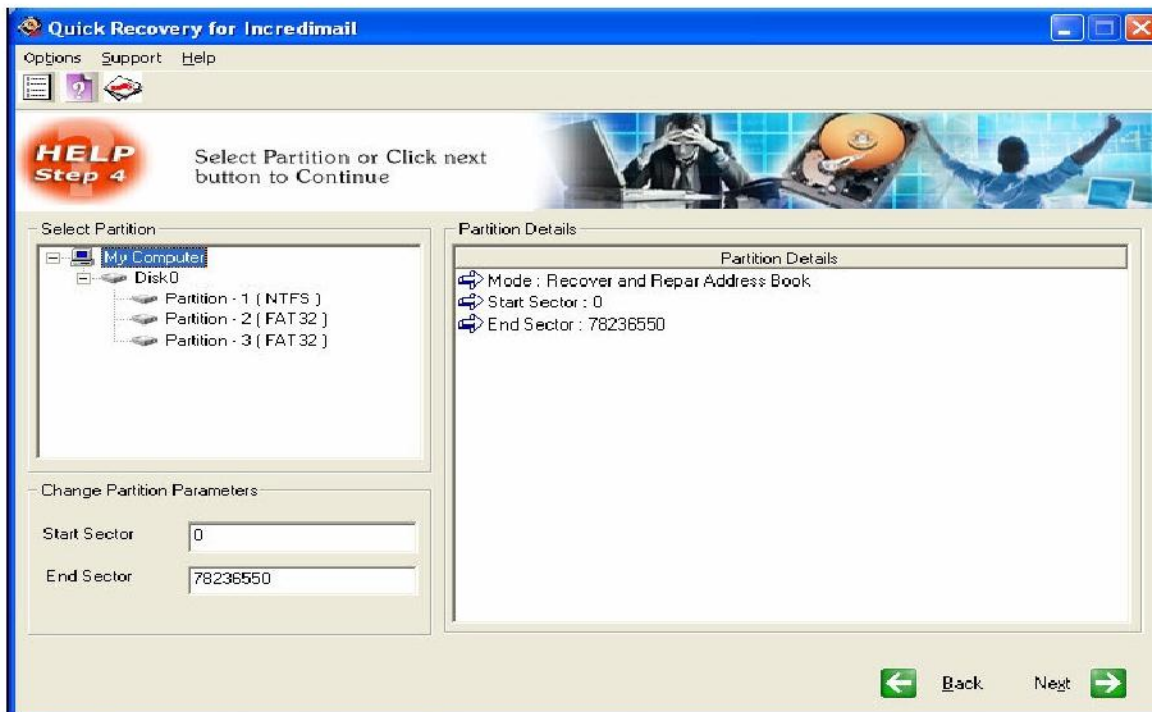 Quick Recovery for Incredimail
Options Support Help
HELP
Step 4
Select Partition or Click next
button to Continue
Select Partition
My Computer
Disk0
Partition - 1 ( NTFS )
Partition - 2 ( FAT32 )
Partition - 3 ( FAT32 )
Change Partition Parameters
Start Sector 0
End Sector 78236550
Partition Details
Partition Details
Mode : Recover and Repar Address Book
Start Sector : 0
End Sector : 78236550
Back Next